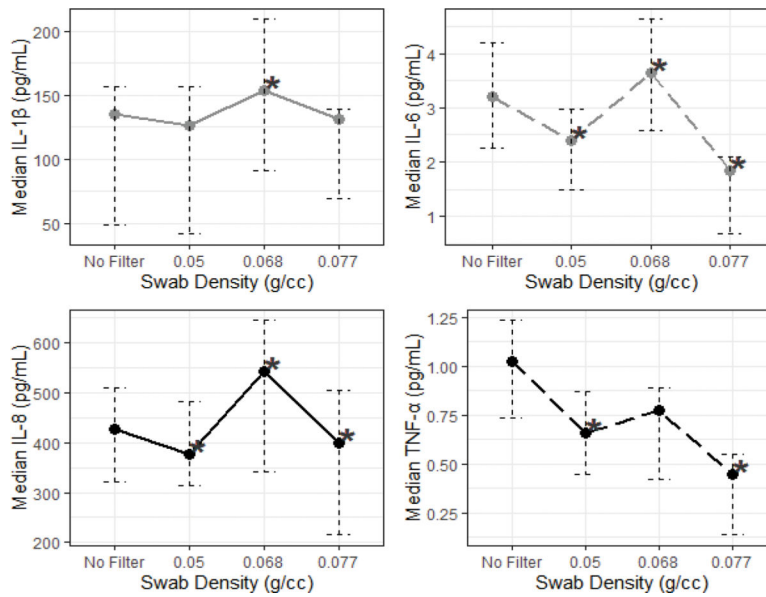 Median IL-1β (pg/mL)
200
150
100
50
No Filter 0.05 0.068 0.077
Swab Density (g/cc)
*
Median IL-6 (pg/mL)
4
3
2
1
No Filter 0.05 0.068 0.077
Swab Density (g/cc)
* * *
Median IL-8 (pg/mL)
600
500
400
300
200
No Filter 0.05 0.068 0.077
Swab Density (g/cc)
* * *
Median TNF-α (pg/mL)
1.25
1.00
0.75
0.50
0.25
No Filter 0.05 0.068 0.077
Swab Density (g/cc)
* *